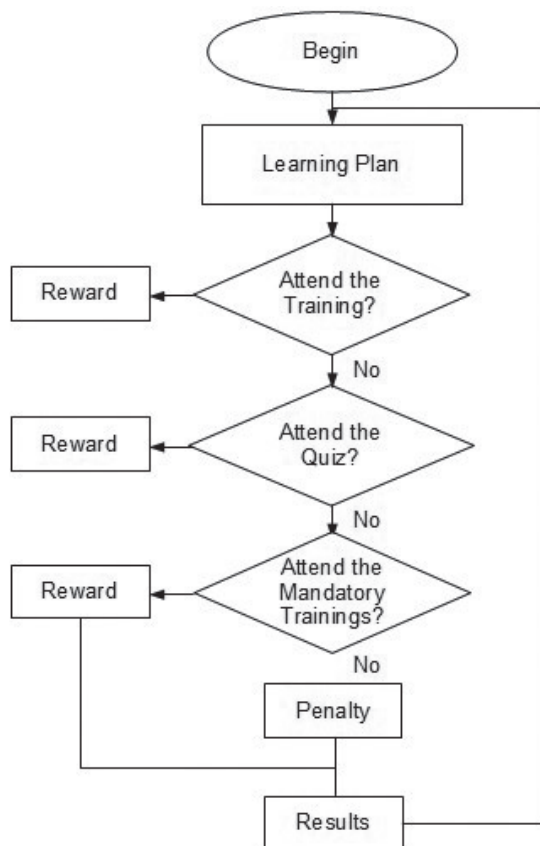 Begin
Learning Plan
Attend the
Training?
Reward
No
Attend the
Quiz?
Reward
No
Attend the
Mandatory
Trainings?
Reward
No
Penalty
Results